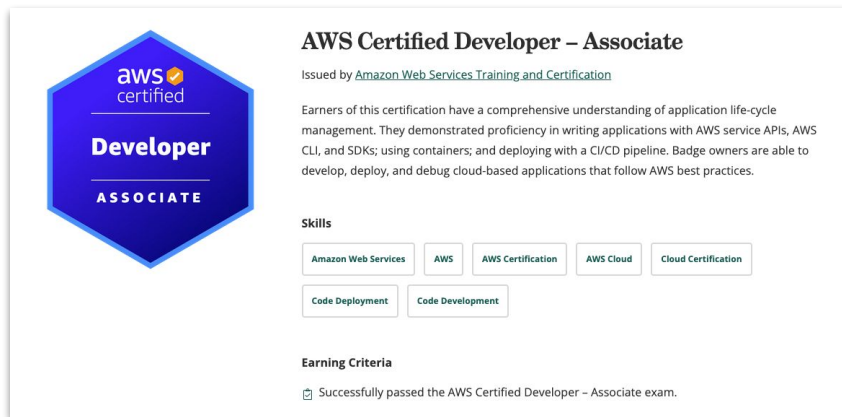 aws
certified
Developer
ASSOCIATE
AWS Certified Developer – Associate
Issued by Amazon Web Services Training and Certification
Earners of this certification have a comprehensive understanding of application life-cycle
management. They demonstrated proficiency in writing applications with AWS service APIs, AWS
CLI, and SDKs; using containers; and deploying with a CI/CD pipeline. Badge owners are able to
develop, deploy, and debug cloud-based applications that follow AWS best practices.
Skills
Amazon Web Services AWS AWS Certification AWS Cloud Cloud Certification
Code Deployment Code Development
Earning Criteria
Successfully passed the AWS Certified Developer – Associate exam.